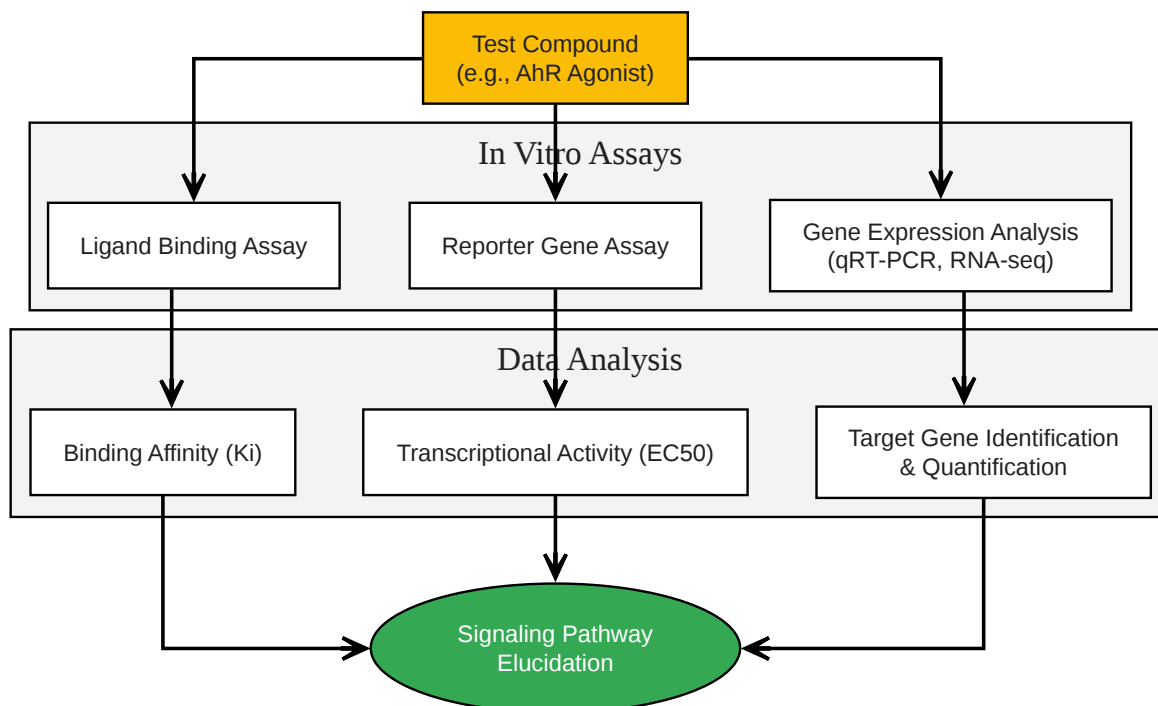 Test Compound
(e.g., AhR Agonist)
In Vitro Assays
Ligand Binding Assay
Reporter Gene Assay
Gene Expression Analysis
(qRT-PCR, RNA-seq)
Data Analysis
Binding Affinity (Ki)
Transcriptional Activity (EC50)
Target Gene Identification
& Quantification
Signaling Pathway
Elucidation